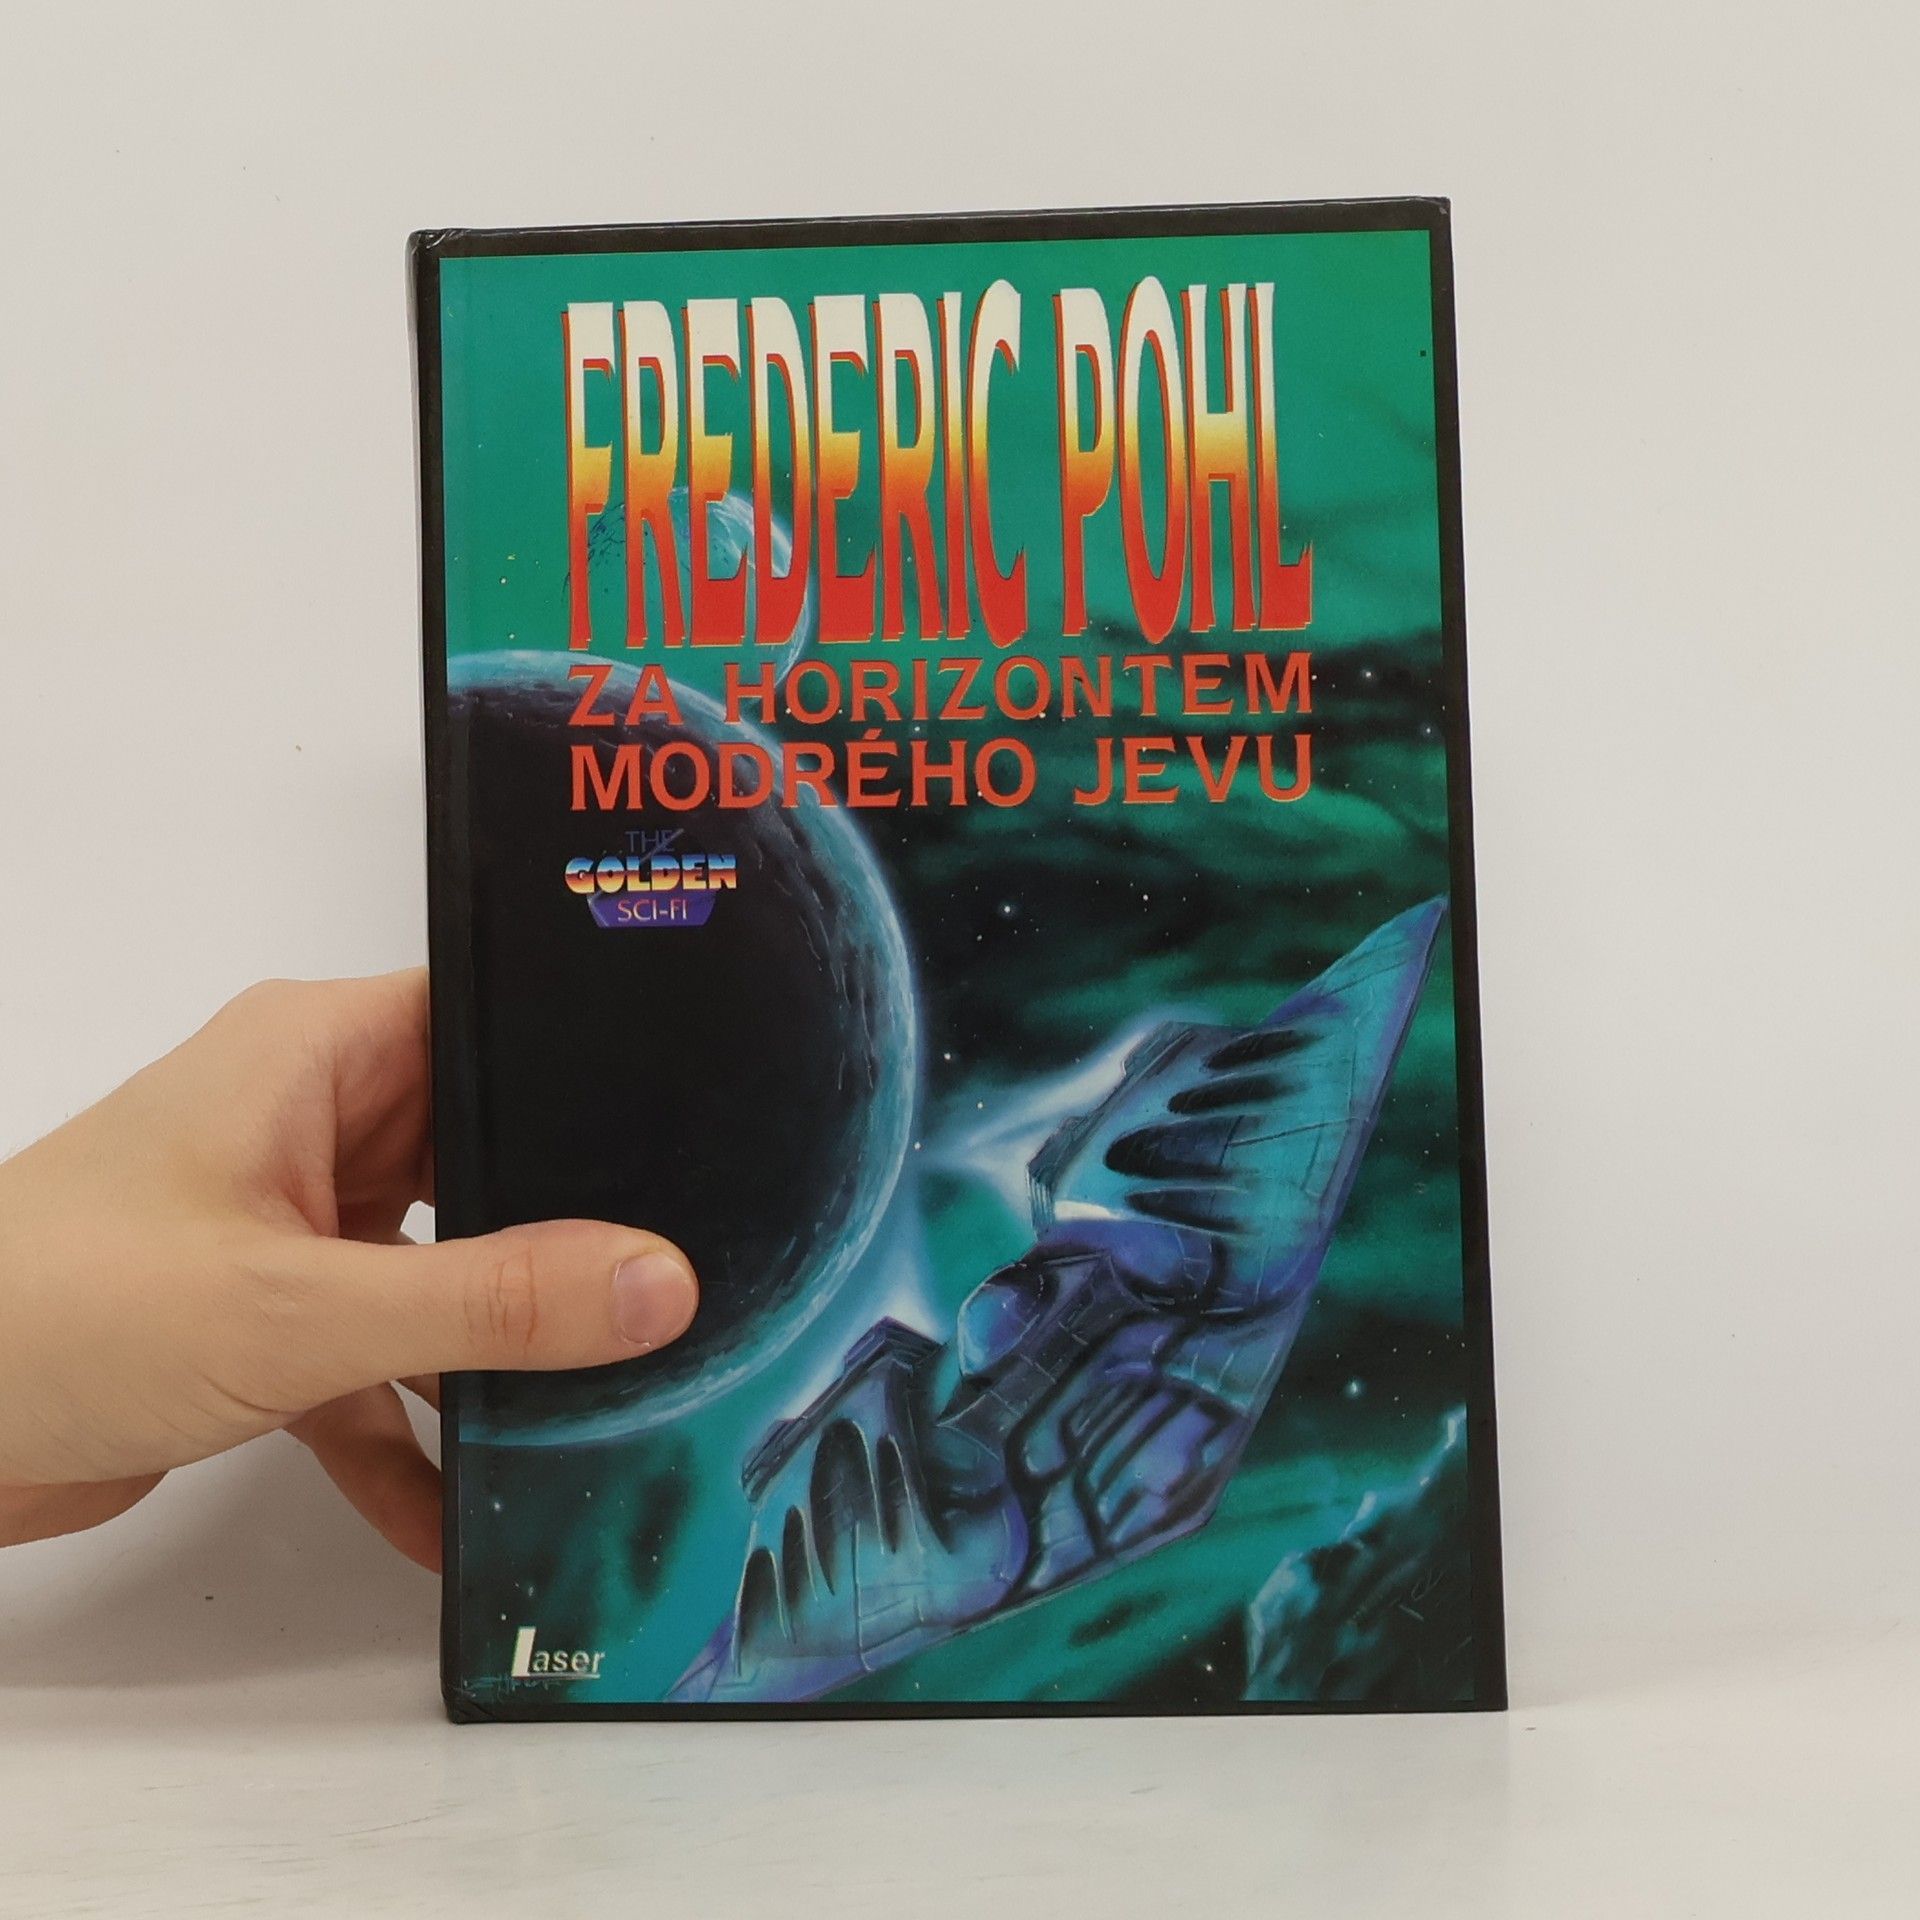 FREDERIC POHL
ZA HORIZONTEM
MODRÉHO JEVU
THE
GOLDEN
SCI-FI
Laser